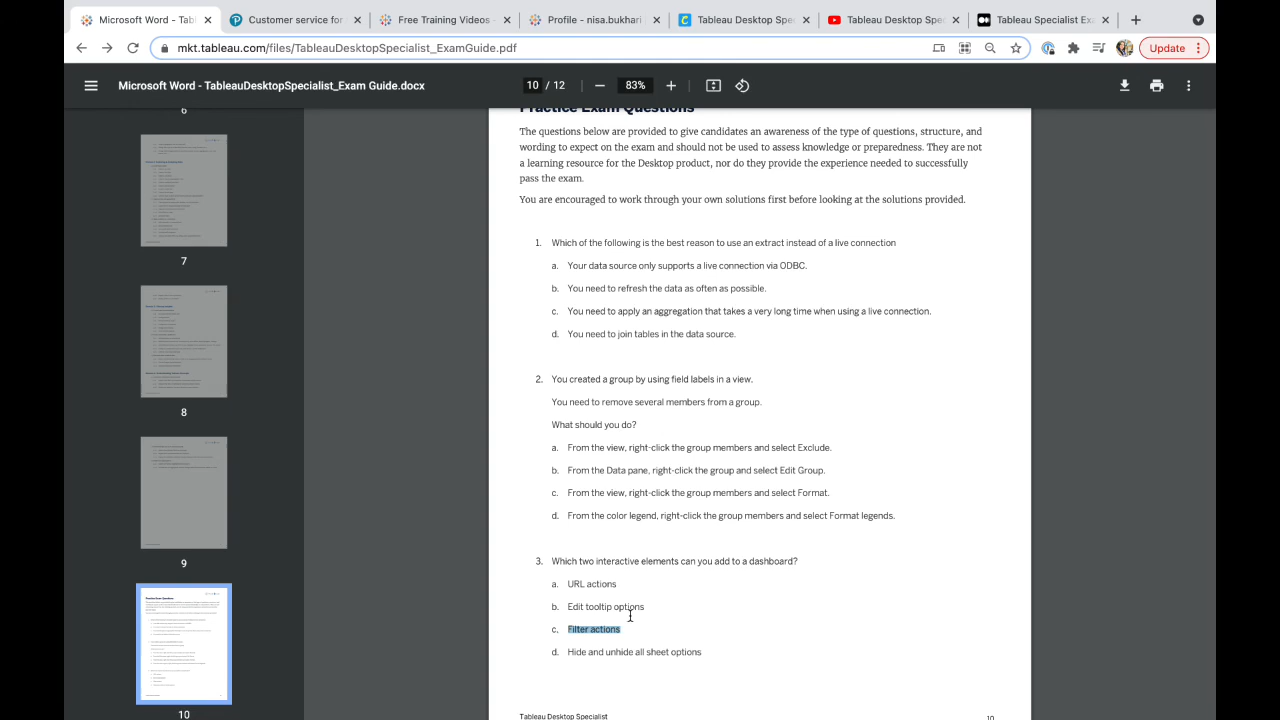 Microsoft Word - Tableau Deskto
Customer service for
Free Training Videos -
Profile - nisa.bukhari
Tableau Desktop Spe
Tableau Desktop Spec
Tableau Specialist Exa
mkt.tableau.com/files/TableauDesktopSpecialist_ExamGuide.pdf
Update
Microsoft Word - TableauDesktopSpecialist_Exam Guide.docx
10 / 12
83%
6
7
8
9
10
Practice Exam Questions
The questions below are provided to give candidates an awareness of the type of questions, structure, and
wording to expect on the exam and should not be used to assess knowledge or preparedness. They are not
a learning resource for the Desktop product, nor do they provide the experience needed to successfully
pass the exam.
You are encouraged to work through your own solutions first before looking at the solutions provided.
1. Which of the following is the best reason to use an extract instead of a live connection
a. Your data source only supports a live connection via ODBC.
b. You need to refresh the data as often as possible.
c. You need to apply an aggregation that takes a very long time when using a live connection.
d. You need to join tables in the data source.
2. You created a group by using field labels in a view.
You need to remove several members from a group.
What should you do?
a. From the view, right-click the group members and select Exclude.
b. From the Data pane, right-click the group and select Edit Group.
c. From the view, right-click the group members and select Format.
d. From the color legend, right-click the group members and select Format legends.
3. Which two interactive elements can you add to a dashboard?
a. URL actions
b. Edit tooltip options
c. Filter actions
d. Hide and unhide all sheet options
Tableau Desktop Specialist
10